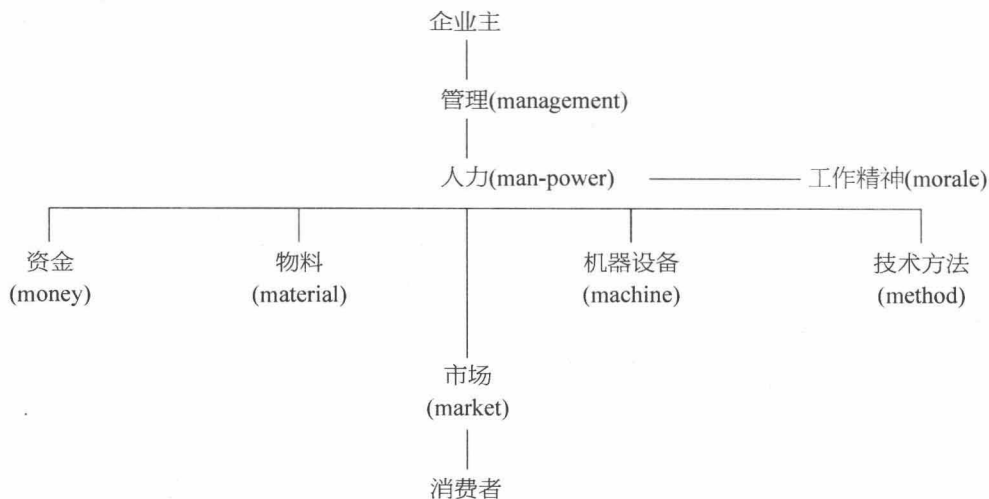 企业主
管理(management)
人力(man-power) 工作精神(morale)
资金 物料 机器设备 技术方法
(money) (material) (machine) (method)
市场
(market)
消费者